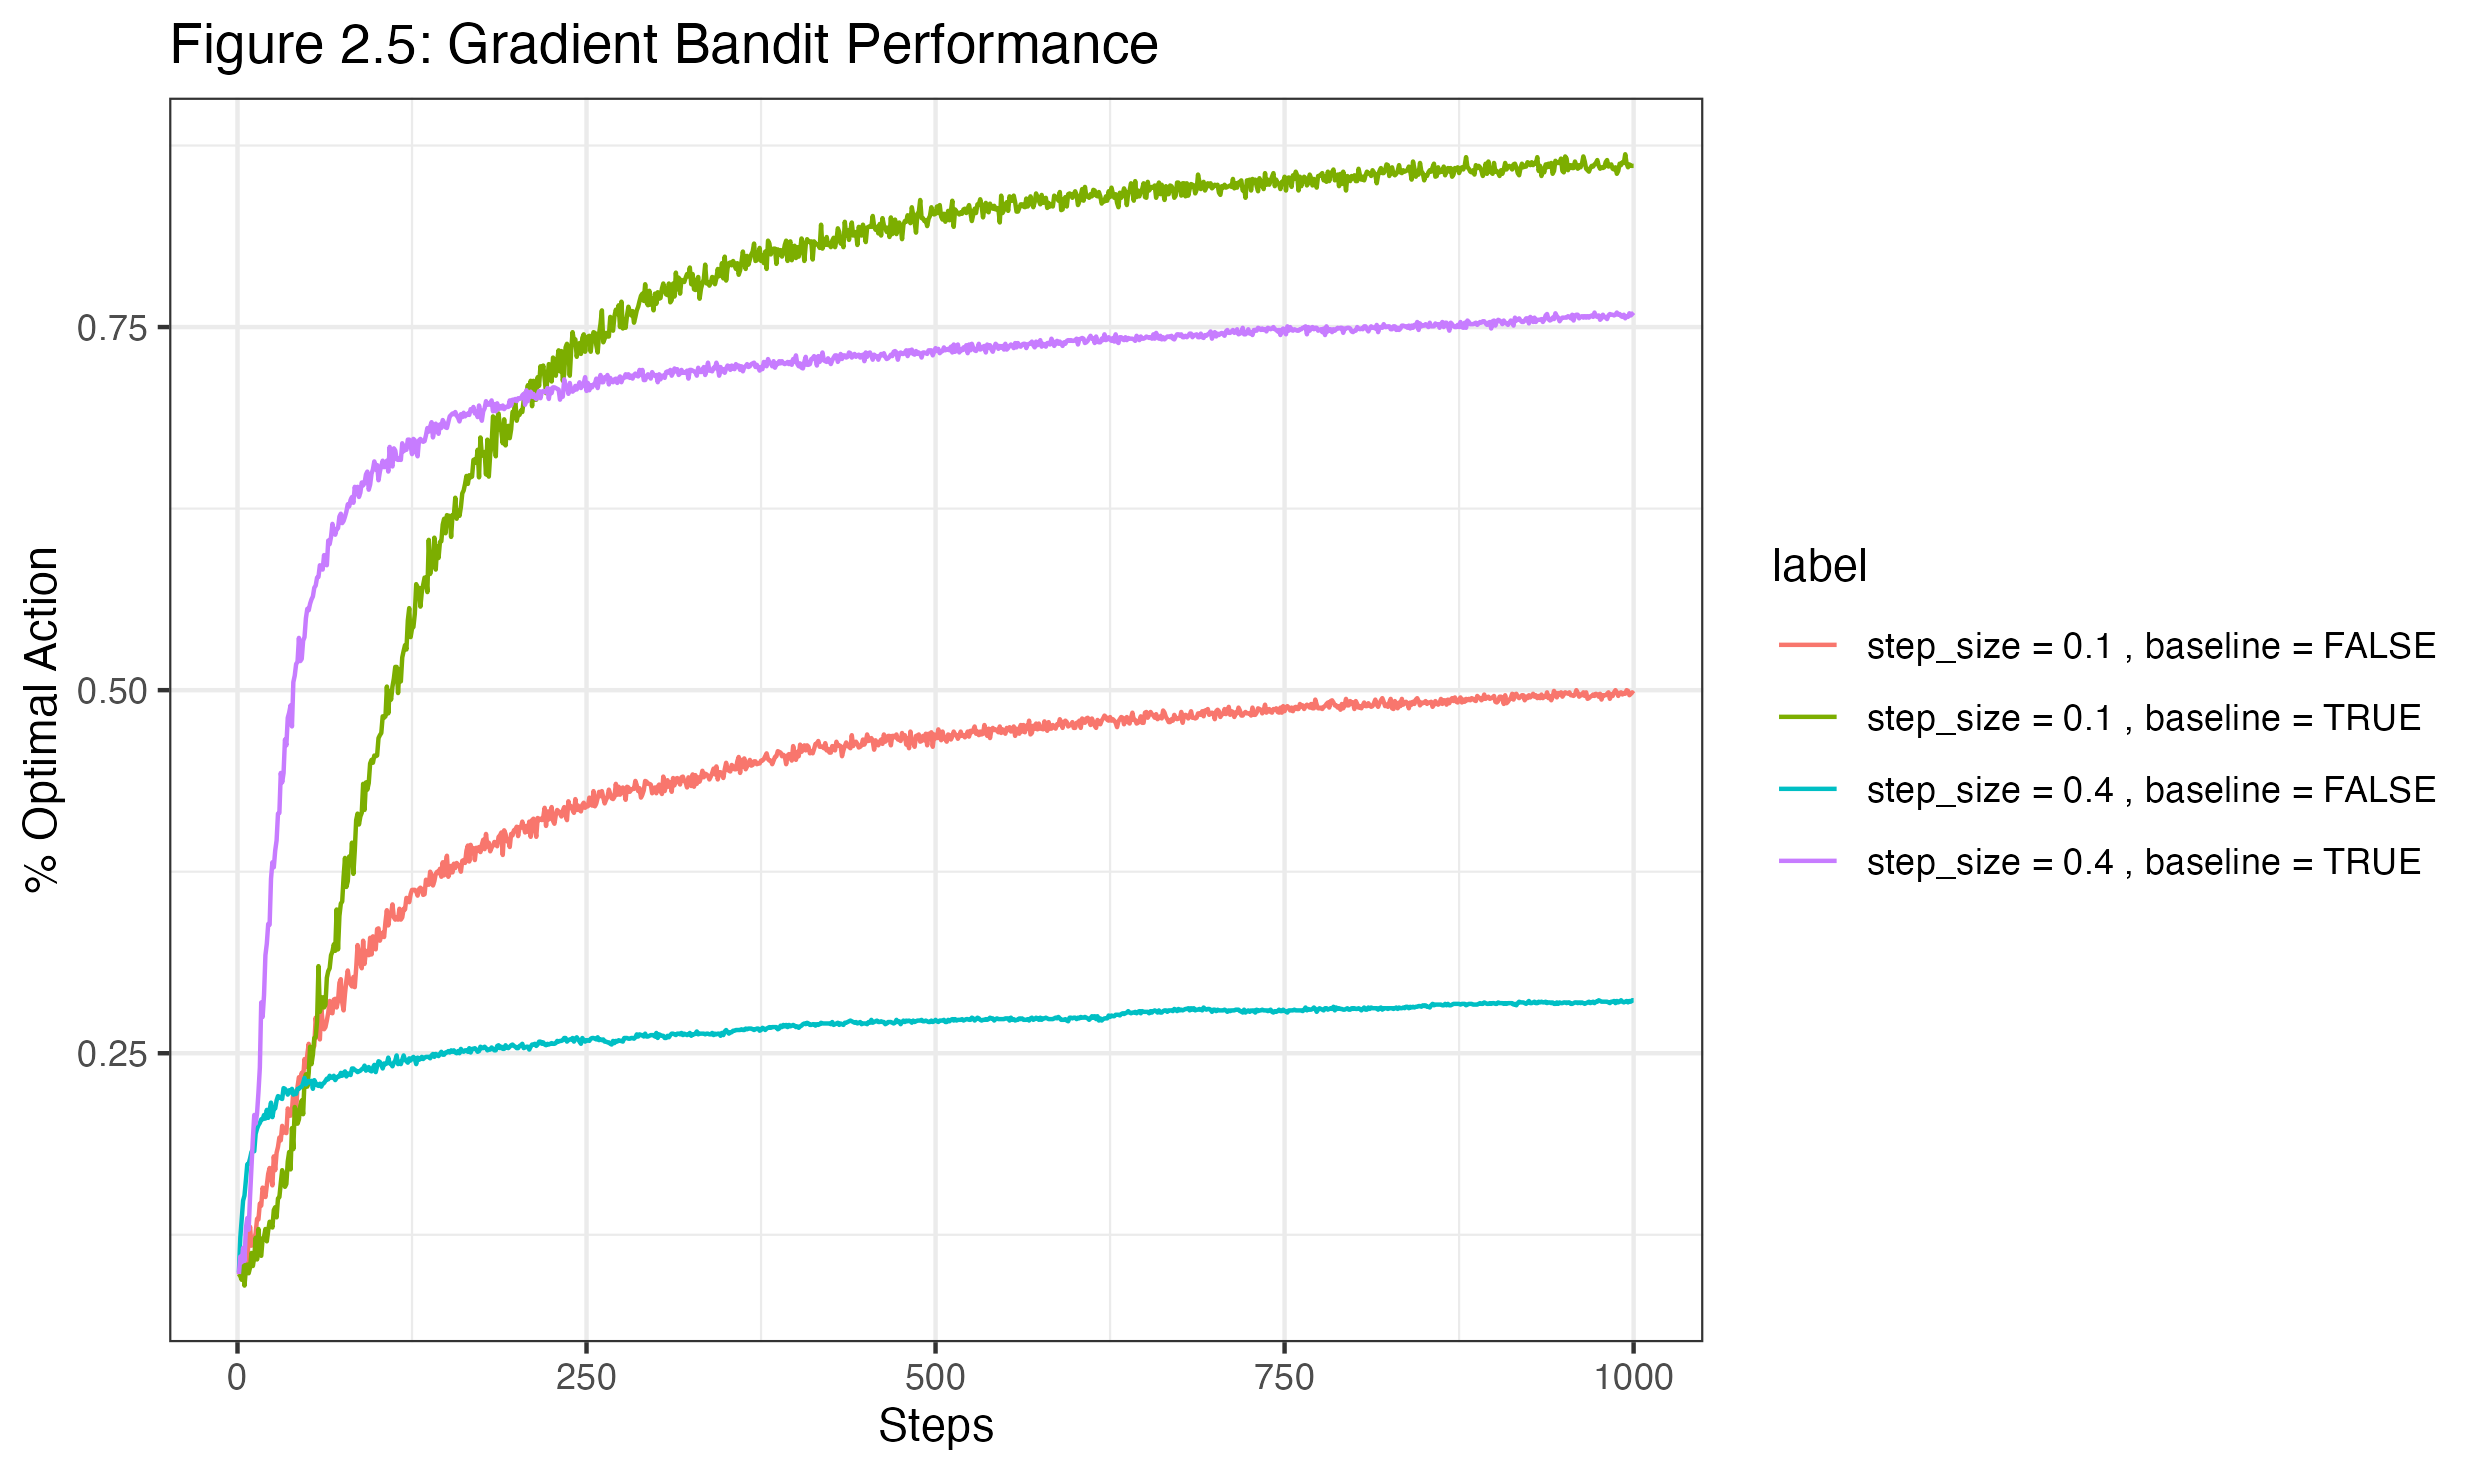 Figure 2.5: Gradient Bandit Performance
% Optimal Action
0.75
0.50
0.25
0
250
500
750
1000
Steps
label
step_size = 0.1 , baseline = FALSE
step_size = 0.1 , baseline = TRUE
step_size = 0.4 , baseline = FALSE
step_size = 0.4 , baseline = TRUE